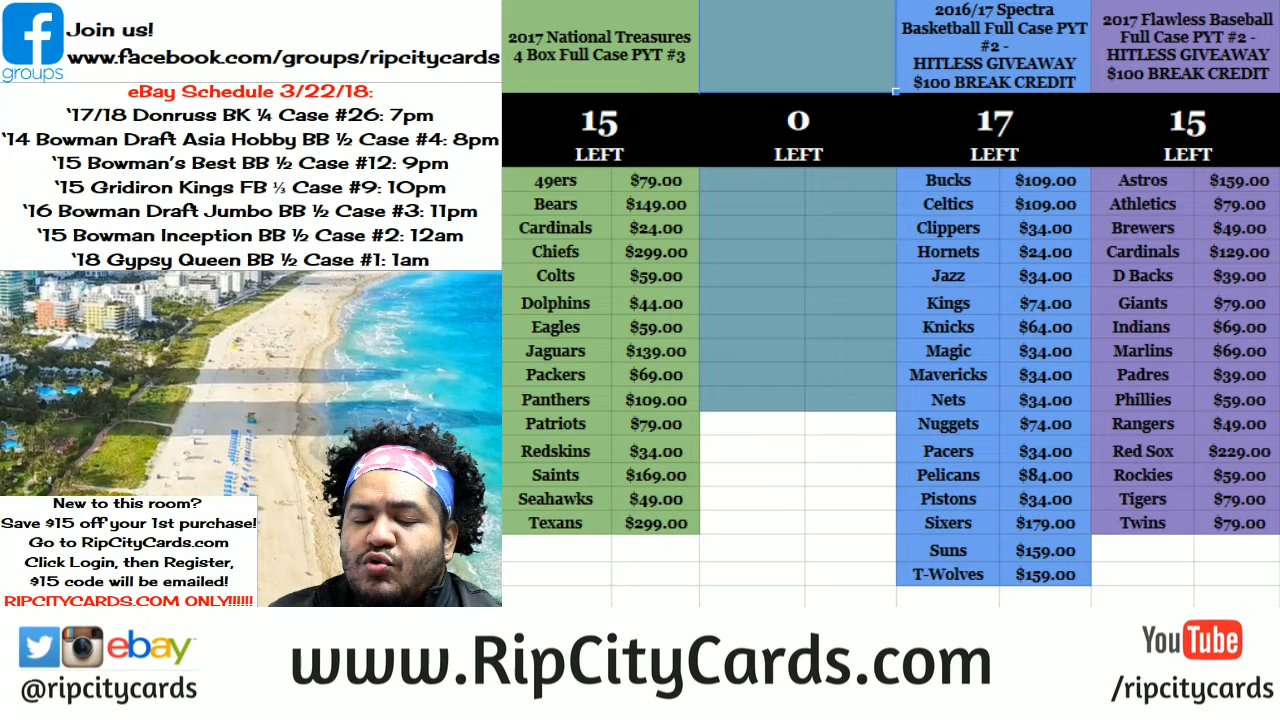 Join us!
groups
www.facebook.com/groups/ripcitycards
eBay Schedule 3/22/18:
'17/18 Donruss BK ¼ Case #26: 7pm
'14 Bowman Draft Asia Hobby BB ½ Case #4: 8pm
'15 Bowman's Best BB ½ Case #12: 9pm
'15 Gridiron Kings FB ⅓ Case #9: 10pm
'16 Bowman Draft Jumbo BB ½ Case #3: 11pm
'15 Bowman Inception BB ½ Case #2: 12am
'18 Gypsy Queen BB ½ Case #1: 1am
New to this room?
Save $15 off your 1st purchase!
Go to RipCityCards.com
Click Login, then Register,
$15 code will be emailed!
RIPCITYCARDS.COM ONLY!!!!!!
2017 National Treasures
4 Box Full Case PYT #3
15
LEFT
49ers $79.00
Bears $149.00
Cardinals $24.00
Chiefs $299.00
Colts $59.00
Dolphins $44.00
Eagles $59.00
Jaguars $139.00
Packers $69.00
Panthers $109.00
Patriots $79.00
Redskins $34.00
Saints $169.00
Seahawks $49.00
Texans $299.00
0
LEFT
2016/17 Spectra
Basketball Full Case PYT
#2 -
HITLESS GIVEAWAY
$100 BREAK CREDIT
17
LEFT
Bucks $109.00
Celtics $109.00
Clippers $34.00
Hornets $24.00
Jazz $34.00
Kings $74.00
Knicks $64.00
Magic $34.00
Mavericks $34.00
Nets $34.00
Nuggets $74.00
Pacers $34.00
Pelicans $84.00
Pistons $34.00
Sixers $179.00
Suns $159.00
T-Wolves $159.00
2017 Flawless Baseball
Full Case PYT #2 -
HITLESS GIVEAWAY
$100 BREAK CREDIT
15
LEFT
Astros $159.00
Athletics $79.00
Brewers $49.00
Cardinals $129.00
D Backs $39.00
Giants $79.00
Indians $69.00
Marlins $69.00
Padres $39.00
Phillies $59.00
Rangers $49.00
Red Sox $229.00
Rockies $59.00
Tigers $79.00
Twins $79.00
ebay
@ripcitycards
www.RipCityCards.com
YouTube
/ripcitycards